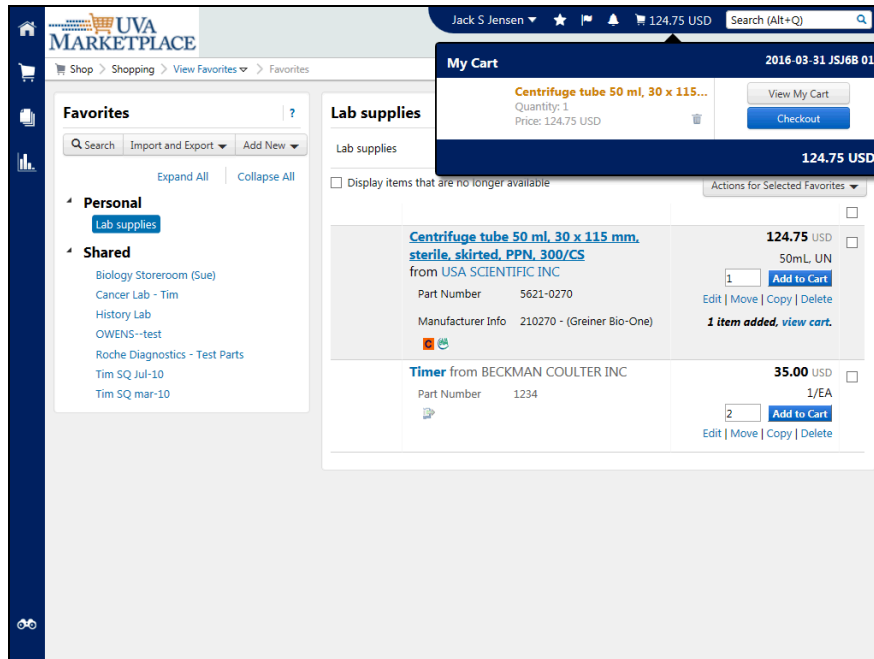 UVA
MARKETPLACE
Jack S Jensen
124.75 USD
Search (Alt+Q)
Shop > Shopping > View Favorites > Favorites
My Cart
2016-03-31 JSJ6B 01
Centrifuge tube 50 ml, 30 x 115...
Quantity: 1
Price: 124.75 USD
View My Cart
Checkout
124.75 USD
Favorites
?
Search
Import and Export
Add New
Expand All
Collapse All
Personal
Lab supplies
Shared
Biology Storeroom (Sue)
Cancer Lab - Tim
History Lab
OWENS--test
Roche Diagnostics - Test Parts
Tim SQ Jul-10
Tim SQ mar-10
Lab supplies
Lab supplies
Display items that are no longer available
Actions for Selected Favorites
Centrifuge tube 50 ml, 30 x 115 mm,
sterile, skirted, PPN, 300/CS
from USA SCIENTIFIC INC
Part Number 5621-0270
Manufacturer Info 210270 - (Greiner Bio-One)
C
124.75 USD
50mL, UN
1 Add to Cart
Edit | Move | Copy | Delete
1 item added, view cart.
Timer from BECKMAN COULTER INC
Part Number 1234
35.00 USD
1/EA
2 Add to Cart
Edit | Move | Copy | Delete